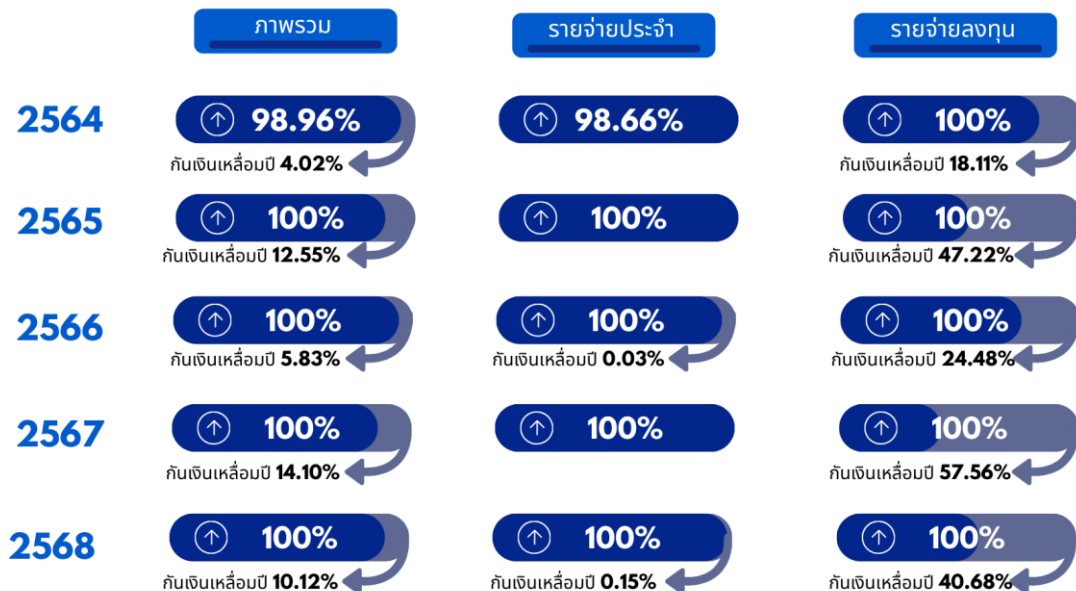 ภาพรวม รายจ่ายประจำ รายจ่ายลงทุน
2564 98.96% 98.66% 100%
กันเงินเหลื่อมปี 4.02% กันเงินเหลื่อมปี 18.11%
2565 100% 100% 100%
กันเงินเหลื่อมปี 12.55% กันเงินเหลื่อมปี 47.22%
2566 100% 100% 100%
กันเงินเหลื่อมปี 5.83% กันเงินเหลื่อมปี 0.03% กันเงินเหลื่อมปี 24.48%
2567 100% 100% 100%
กันเงินเหลื่อมปี 14.10% กันเงินเหลื่อมปี 57.56%
2568 100% 100% 100%
กันเงินเหลื่อมปี 10.12% กันเงินเหลื่อมปี 0.15% กันเงินเหลื่อมปี 40.68%